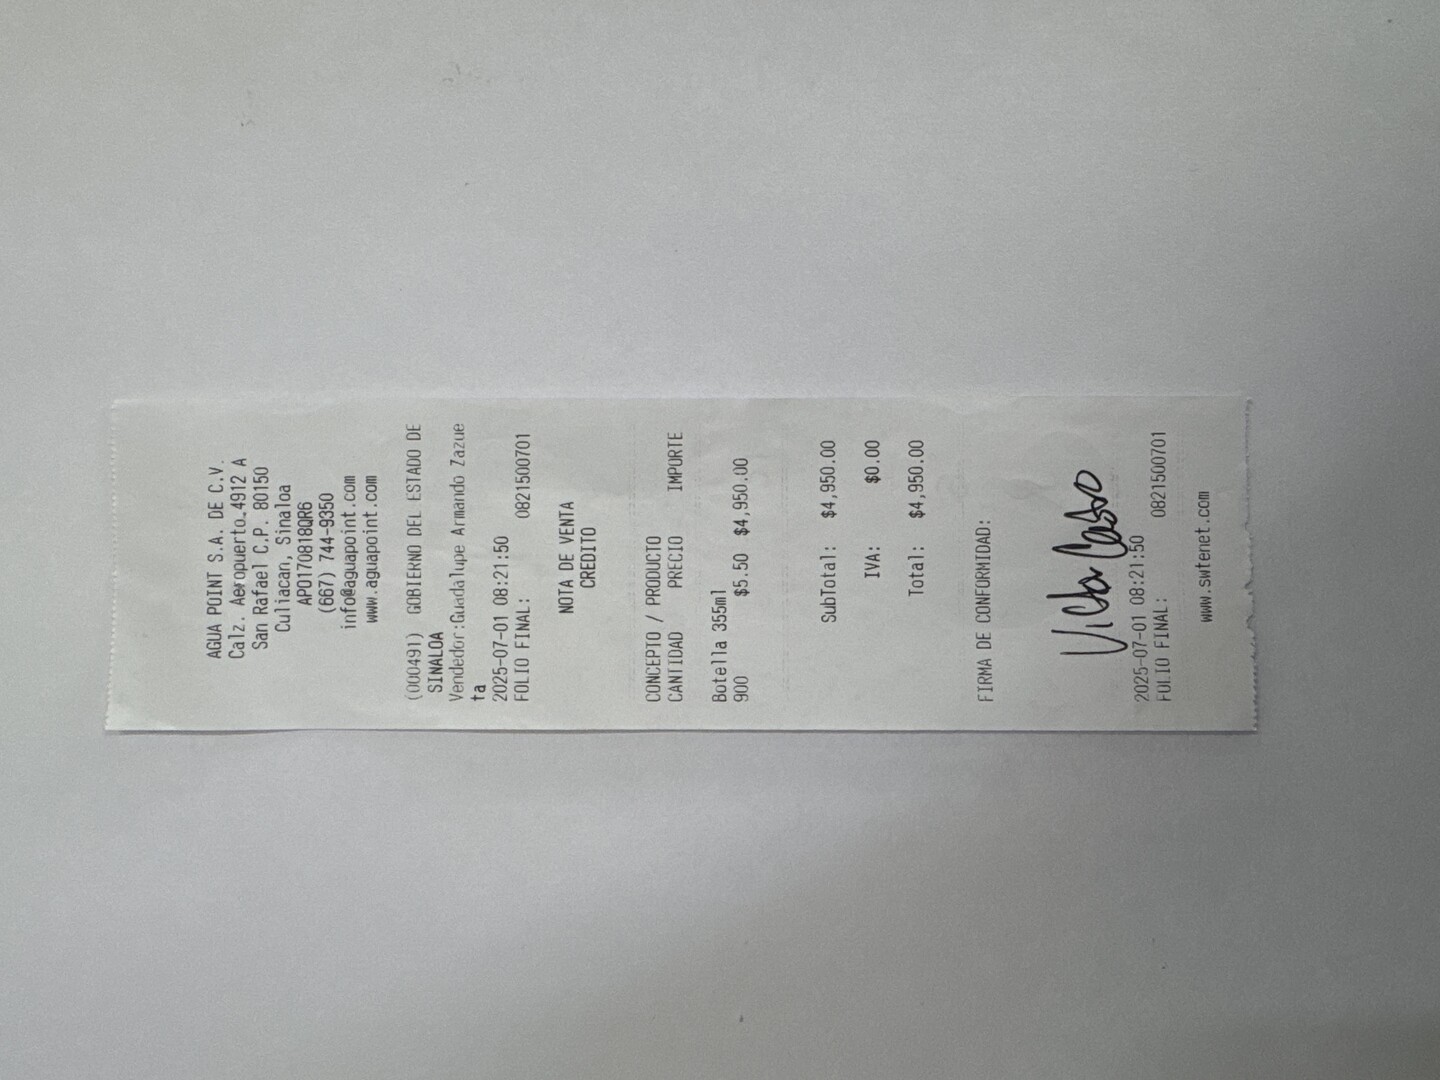 AGUA POINT S.A. DE C.V.
Calz. Aeropuerto 4912 A
San Rafael C.P. 80150
Culiacan, Sinaloa
APO170818QR6
(667) 744-9350
info@aguapoint.com
www.aguapoint.com
(000491) GOBIERNO DEL ESTADO DE
SINALOA
Vendedor:Guadalupe Armando Zazue
ta
2025-07-01 08:21:50
FOLIO FINAL: 0821500701
NOTA DE VENTA
CREDITO
CONCEPTO / PRODUCTO
CANTIDAD PRECIO IMPORTE
Botella 355ml
900 $5.50 $4,950.00
SubTotal: $4,950.00
IVA: $0.00
Total: $4,950.00
FIRMA DE CONFORMIDAD:
Victor Castro
2025-07-01 08:21:50
FOLIO FINAL: 0821500701
www.swtenet.com